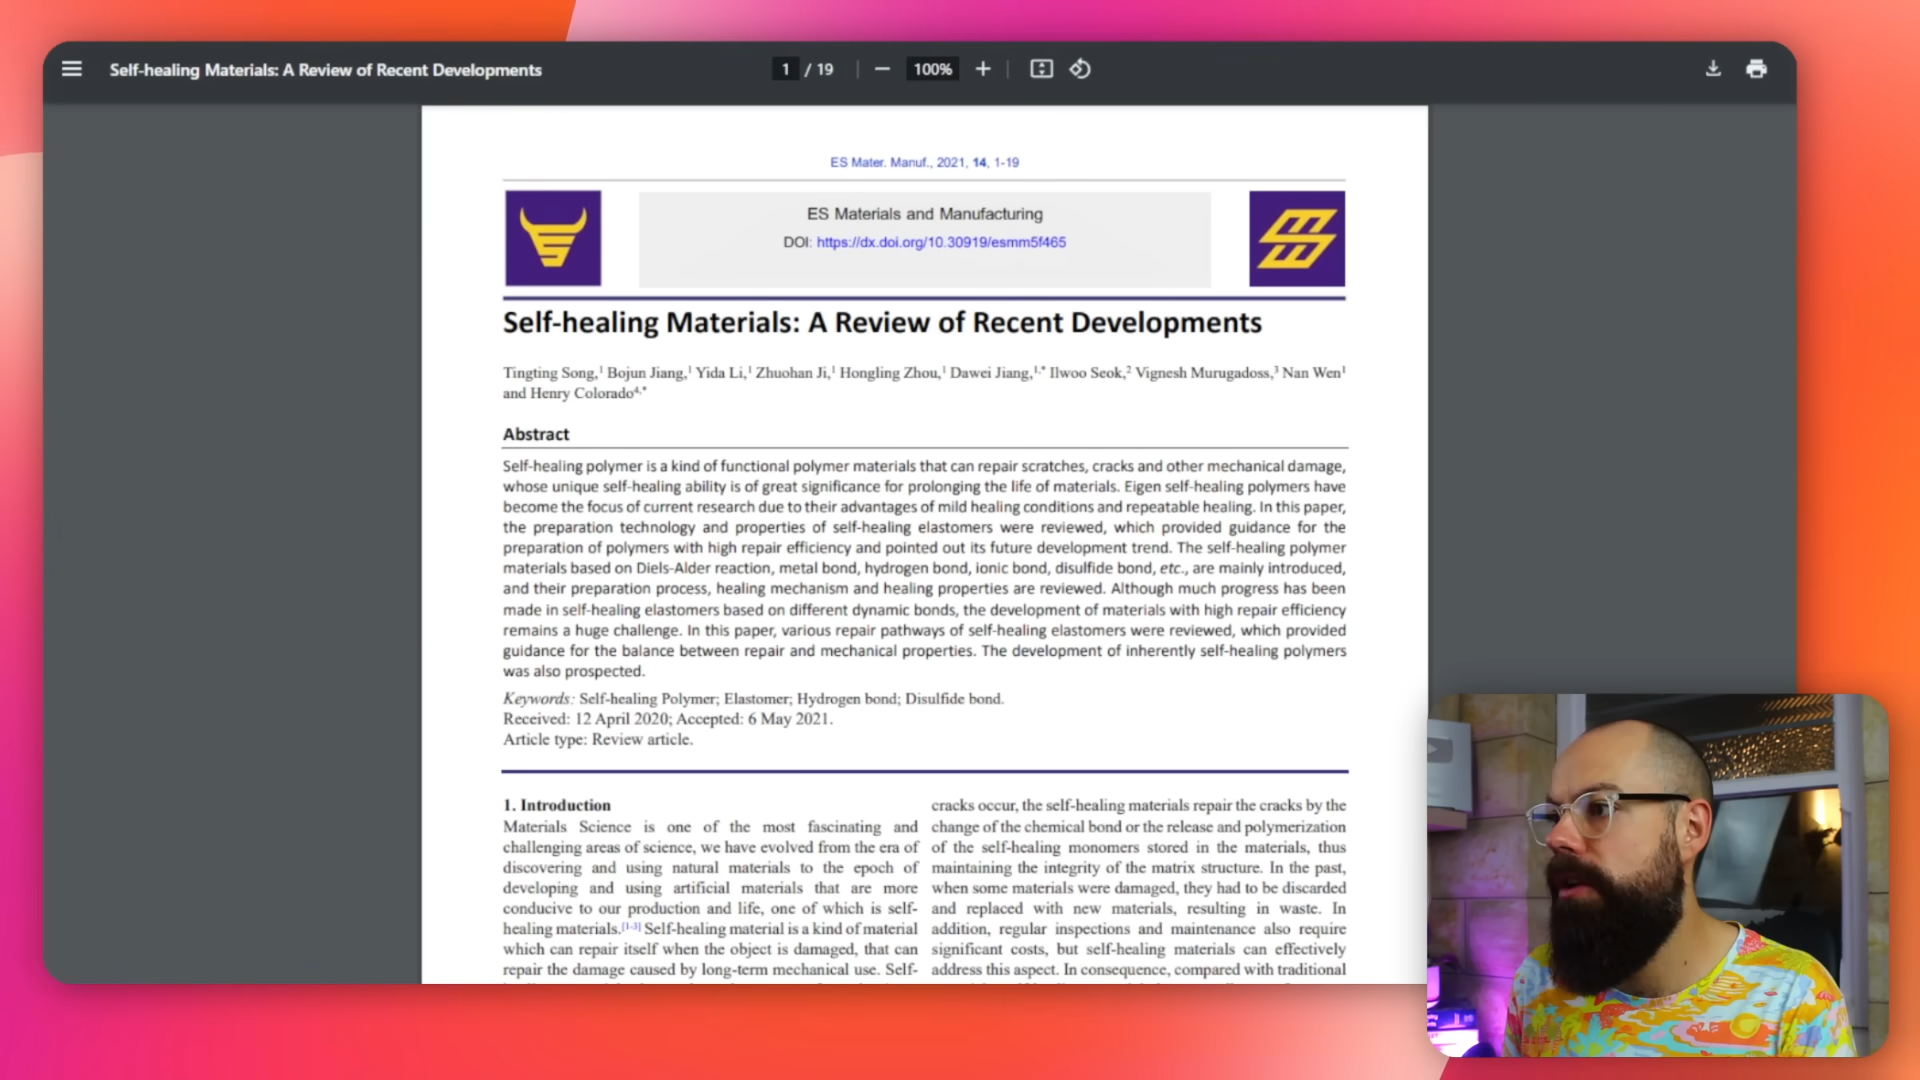 Self-healing Materials: A Review of Recent Developments
1 / 19
100%
ES Mater. Manuf., 2021, 14, 1-19
ES Materials and Manufacturing
DOI: https://dx.doi.org/10.30919/esmm5f465
Self-healing Materials: A Review of Recent Developments
Tingting Song,¹ Bojun Jiang,¹ Yida Li,¹ Zhuohan Ji,¹ Hongling Zhou,¹ Dawei Jiang,¹,* Ilwoo Seok,² Vignesh Murugadoss,³ Nan Wen¹
and Henry Colorado⁴,*
Abstract
Self-healing polymer is a kind of functional polymer materials that can repair scratches, cracks and other mechanical damage,
whose unique self-healing ability is of great significance for prolonging the life of materials. Eigen self-healing polymers have
become the focus of current research due to their advantages of mild healing conditions and repeatable healing. In this paper,
the preparation technology and properties of self-healing elastomers were reviewed, which provided guidance for the
preparation of polymers with high repair efficiency and pointed out its future development trend. The self-healing polymer
materials based on Diels-Alder reaction, metal bond, hydrogen bond, ionic bond, disulfide bond, etc., are mainly introduced,
and their preparation process, healing mechanism and healing properties are reviewed. Although much progress has been
made in self-healing elastomers based on different dynamic bonds, the development of materials with high repair efficiency
remains a huge challenge. In this paper, various repair pathways of self-healing elastomers were reviewed, which provided
guidance for the balance between repair and mechanical properties. The development of inherently self-healing polymers
was also prospected.
Keywords: Self-healing Polymer; Elastomer; Hydrogen bond; Disulfide bond.
Received: 12 April 2020; Accepted: 6 May 2021.
Article type: Review article.
1. Introduction
Materials Science is one of the most fascinating and
challenging areas of science, we have evolved from the era of
discovering and using natural materials to the epoch of
developing and using artificial materials that are more
conducive to our production and life, one of which is self-
healing materials.[1-3] Self-healing material is a kind of material
which can repair itself when the object is damaged, that can
repair the damage caused by long-term mechanical use. Self-
cracks occur, the self-healing materials repair the cracks by the
change of the chemical bond or the release and polymerization
of the self-healing monomers stored in the materials, thus
maintaining the integrity of the matrix structure. In the past,
when some materials were damaged, they had to be discarded
and replaced with new materials, resulting in waste. In
addition, regular inspections and maintenance also require
significant costs, but self-healing materials can effectively
address this aspect. In consequence, compared with traditional